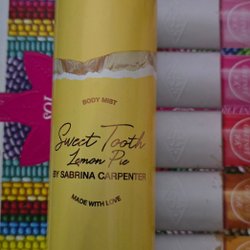 BODY MIST
Sweet Tooth
Lemon Pie
BY SABRINA CARPENTER
MADE WITH LOVE